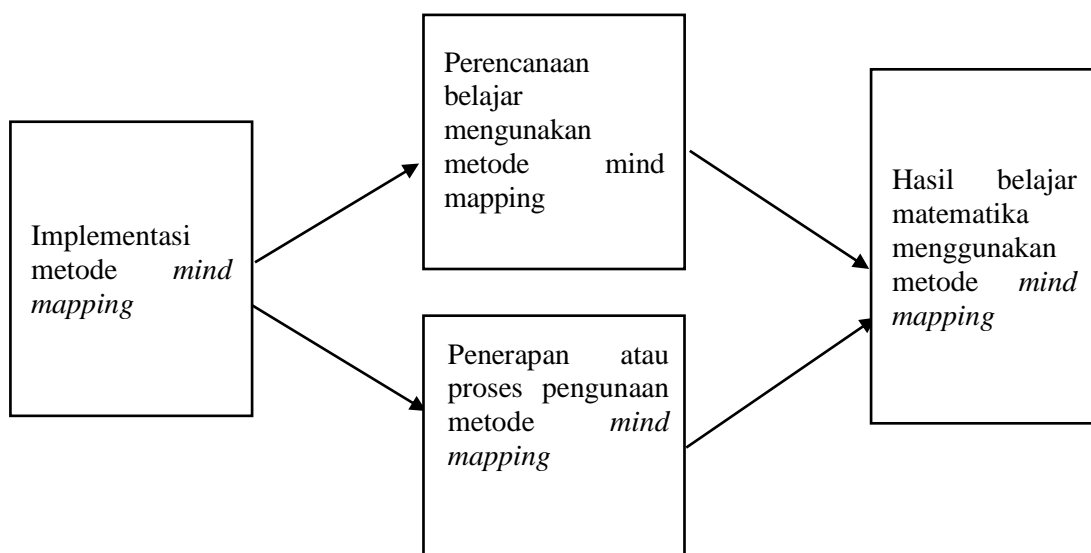 Implementasi
metode mind
mapping
Perencanaan
belajar
mengunakan
metode mind
mapping
Penerapan atau
proses pengunaan
metode mind
mapping
Hasil belajar
matematika
menggunakan
metode mind
mapping